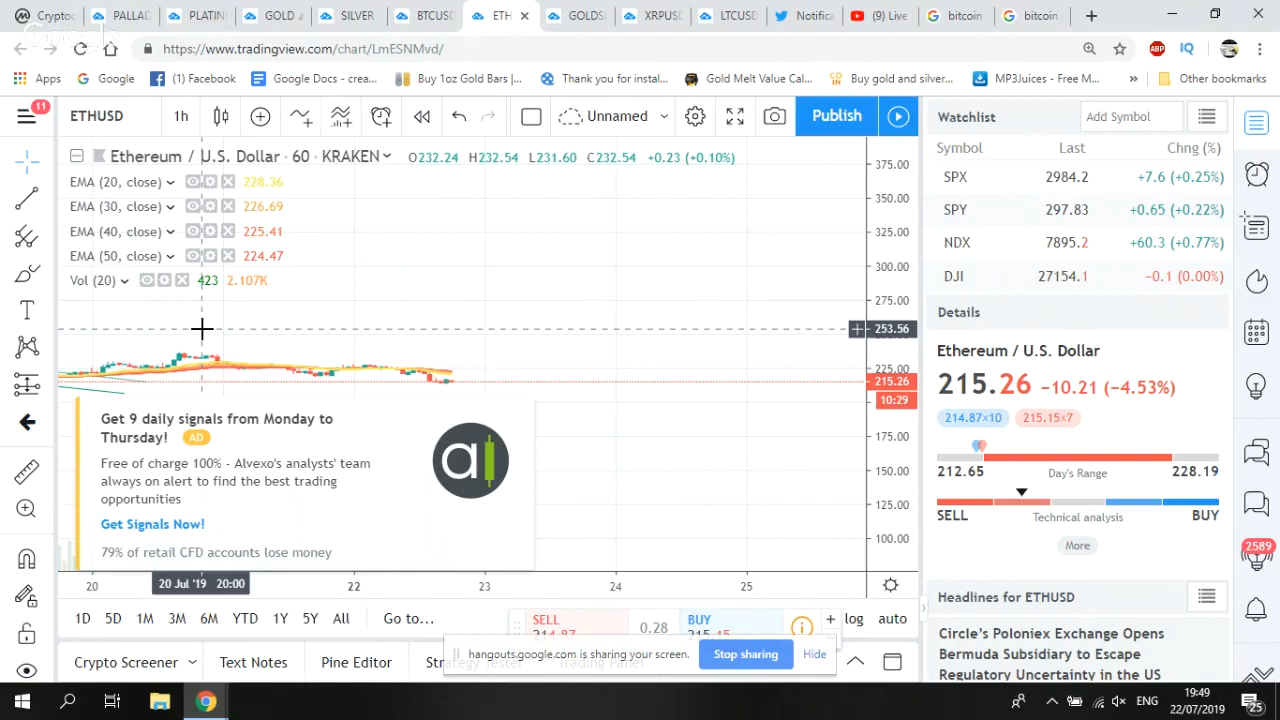 Cryptoc
PALLAD
PLATIN
GOLD
SILVER
BTCUSD
ETH
GOLDS
XRPUSD
LTCUSD
Notifica
(9) Live
bitcoin
bitcoin
https://www.tradingview.com/chart/LmESNMvd/
ABP
IQ
Apps
Google
(1) Facebook
Google Docs - crea...
Buy 1oz Gold Bars |...
Thank you for instal...
Gold Melt Value Cal...
Buy gold and silver...
MP3Juices - Free M...
»
Other bookmarks
11
ETHUSD
1h
Unnamed
Publish
Watchlist
Add Symbol
Symbol
Last
Chng (%)
SPX
2984.2
+7.6 (+0.25%)
SPY
297.83
+0.65 (+0.22%)
NDX
7895.2
+60.3 (+0.77%)
DJI
27154.1
−0.1 (0.00%)
Ethereum / U.S. Dollar · 60 · KRAKEN
O232.24 H232.54 L231.60 C232.54 +0.23 (+0.10%)
EMA (20, close)
228.36
EMA (30, close)
226.69
EMA (40, close)
225.41
EMA (50, close)
224.47
Vol (20)
423
2.107K
375.00
350.00
325.00
300.00
275.00
253.56
225.00
215.26
10:29
175.00
150.00
125.00
100.00
Get 9 daily signals from Monday to
Thursday!
AD
Free of charge 100% - Alvexo's analysts' team
always on alert to find the best trading
opportunities
Get Signals Now!
79% of retail CFD accounts lose money
a
20
20 Jul '19 20:00
22
23
24
25
Details
Ethereum / U.S. Dollar
215.26 −10.21 (−4.53%)
214.87×10
215.15×7
212.65
Day's Range
228.19
SELL
Technical analysis
BUY
More
2589
Headlines for ETHUSD
Circle's Poloniex Exchange Opens
Bermuda Subsidiary to Escape
Regulatory Uncertainty in the US
1D
5D
1M
3M
6M
YTD
1Y
5Y
All
Go to...
SELL
214.87
0.28
BUY
215.15
log
auto
Crypto Screener
Text Notes
Pine Editor
Strategy Tester
Trading Panel
hangouts.google.com is sharing your screen.
Stop sharing
Hide
ENG
19:49
22/07/2019
25